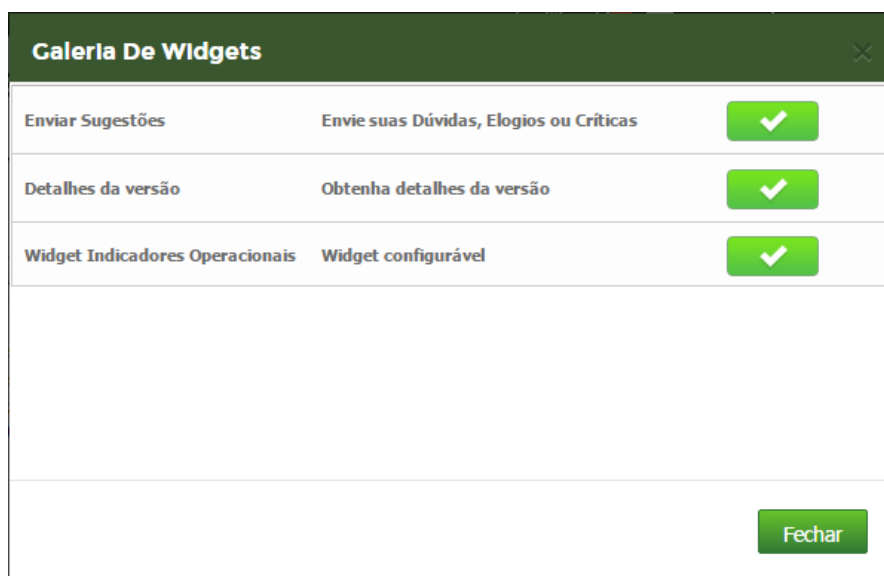 Galeria De Widgets
Enviar Sugestões Envie suas Dúvidas, Elogios ou Críticas
Detalhes da versão Obtenha detalhes da versão
Widget Indicadores Operacionais Widget configurável
Fechar